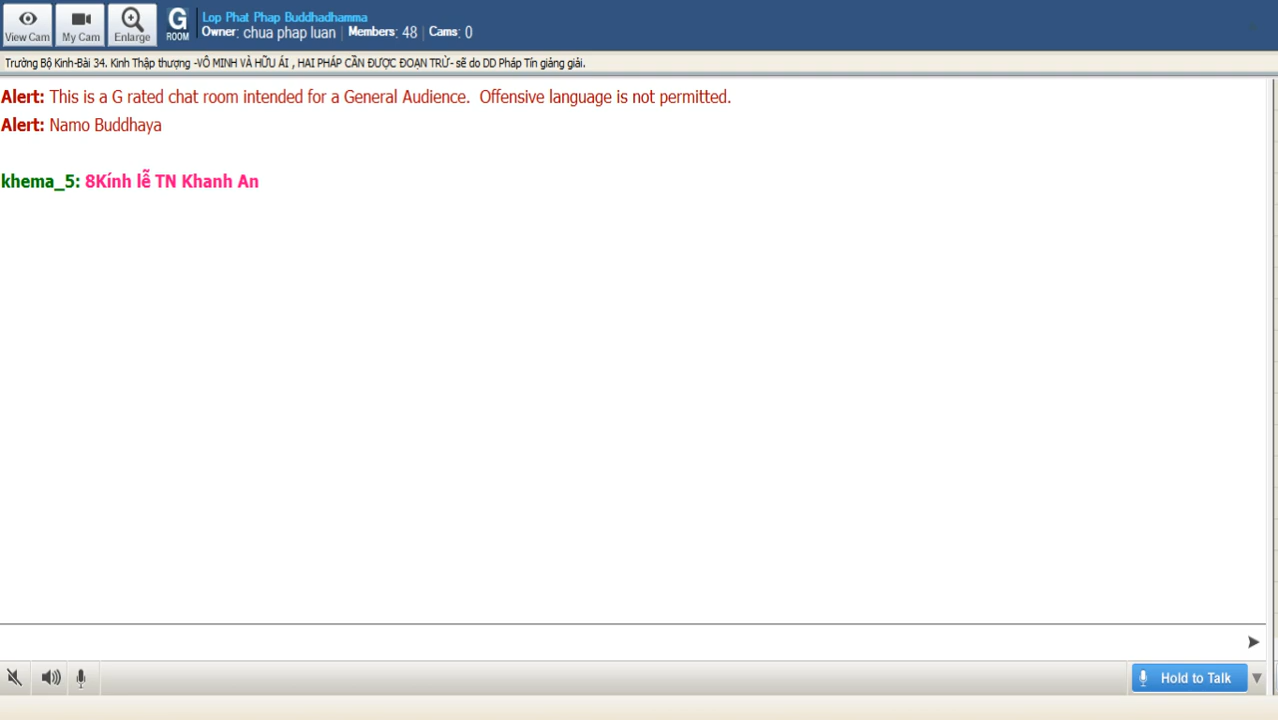 View Cam
My Cam
Enlarge
G
ROOM
Lop Phat Phap Buddhadhamma
Owner: chua phap luan | Members: 48 | Cams: 0
Trường Bộ Kinh-Bài 34. Kinh Thập thượng -VÔ MINH VÀ HỮU ÁI , HAI PHÁP CẦN ĐƯỢC ĐOẠN TRỪ- sẽ do DD Pháp Tín giảng giải.
Alert: This is a G rated chat room intended for a General Audience.  Offensive language is not permitted.
Alert: Namo Buddhaya
khema_5: 8Kính lễ TN Khanh An
Hold to Talk